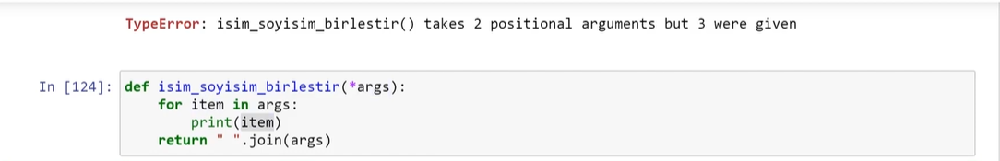 TypeError: isim_soyisim_birlestir() takes 2 positional arguments but 3 were given
In [124]: def isim_soyisim_birlestir(*args):
    for item in args:
        print(item)
    return " ".join(args)